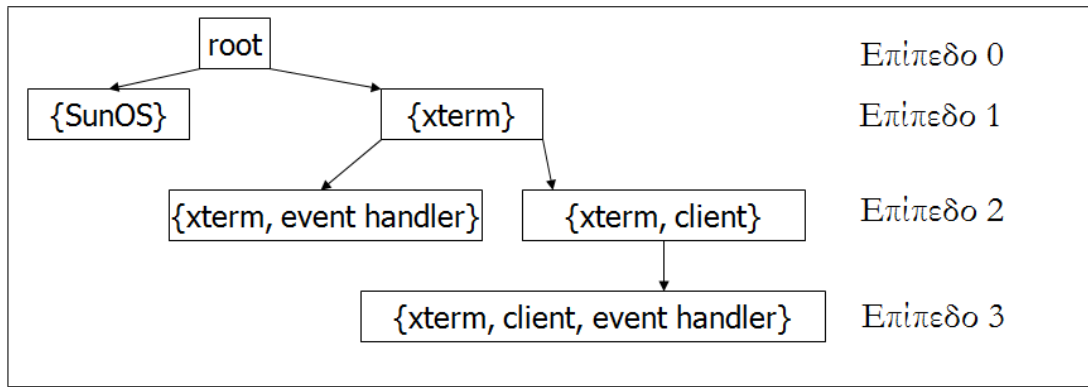 root
Επίπεδο 0
{SunOS}
{xterm}
Επίπεδο 1
{xterm, event handler}
{xterm, client}
Επίπεδο 2
{xterm, client, event handler}
Επίπεδο 3